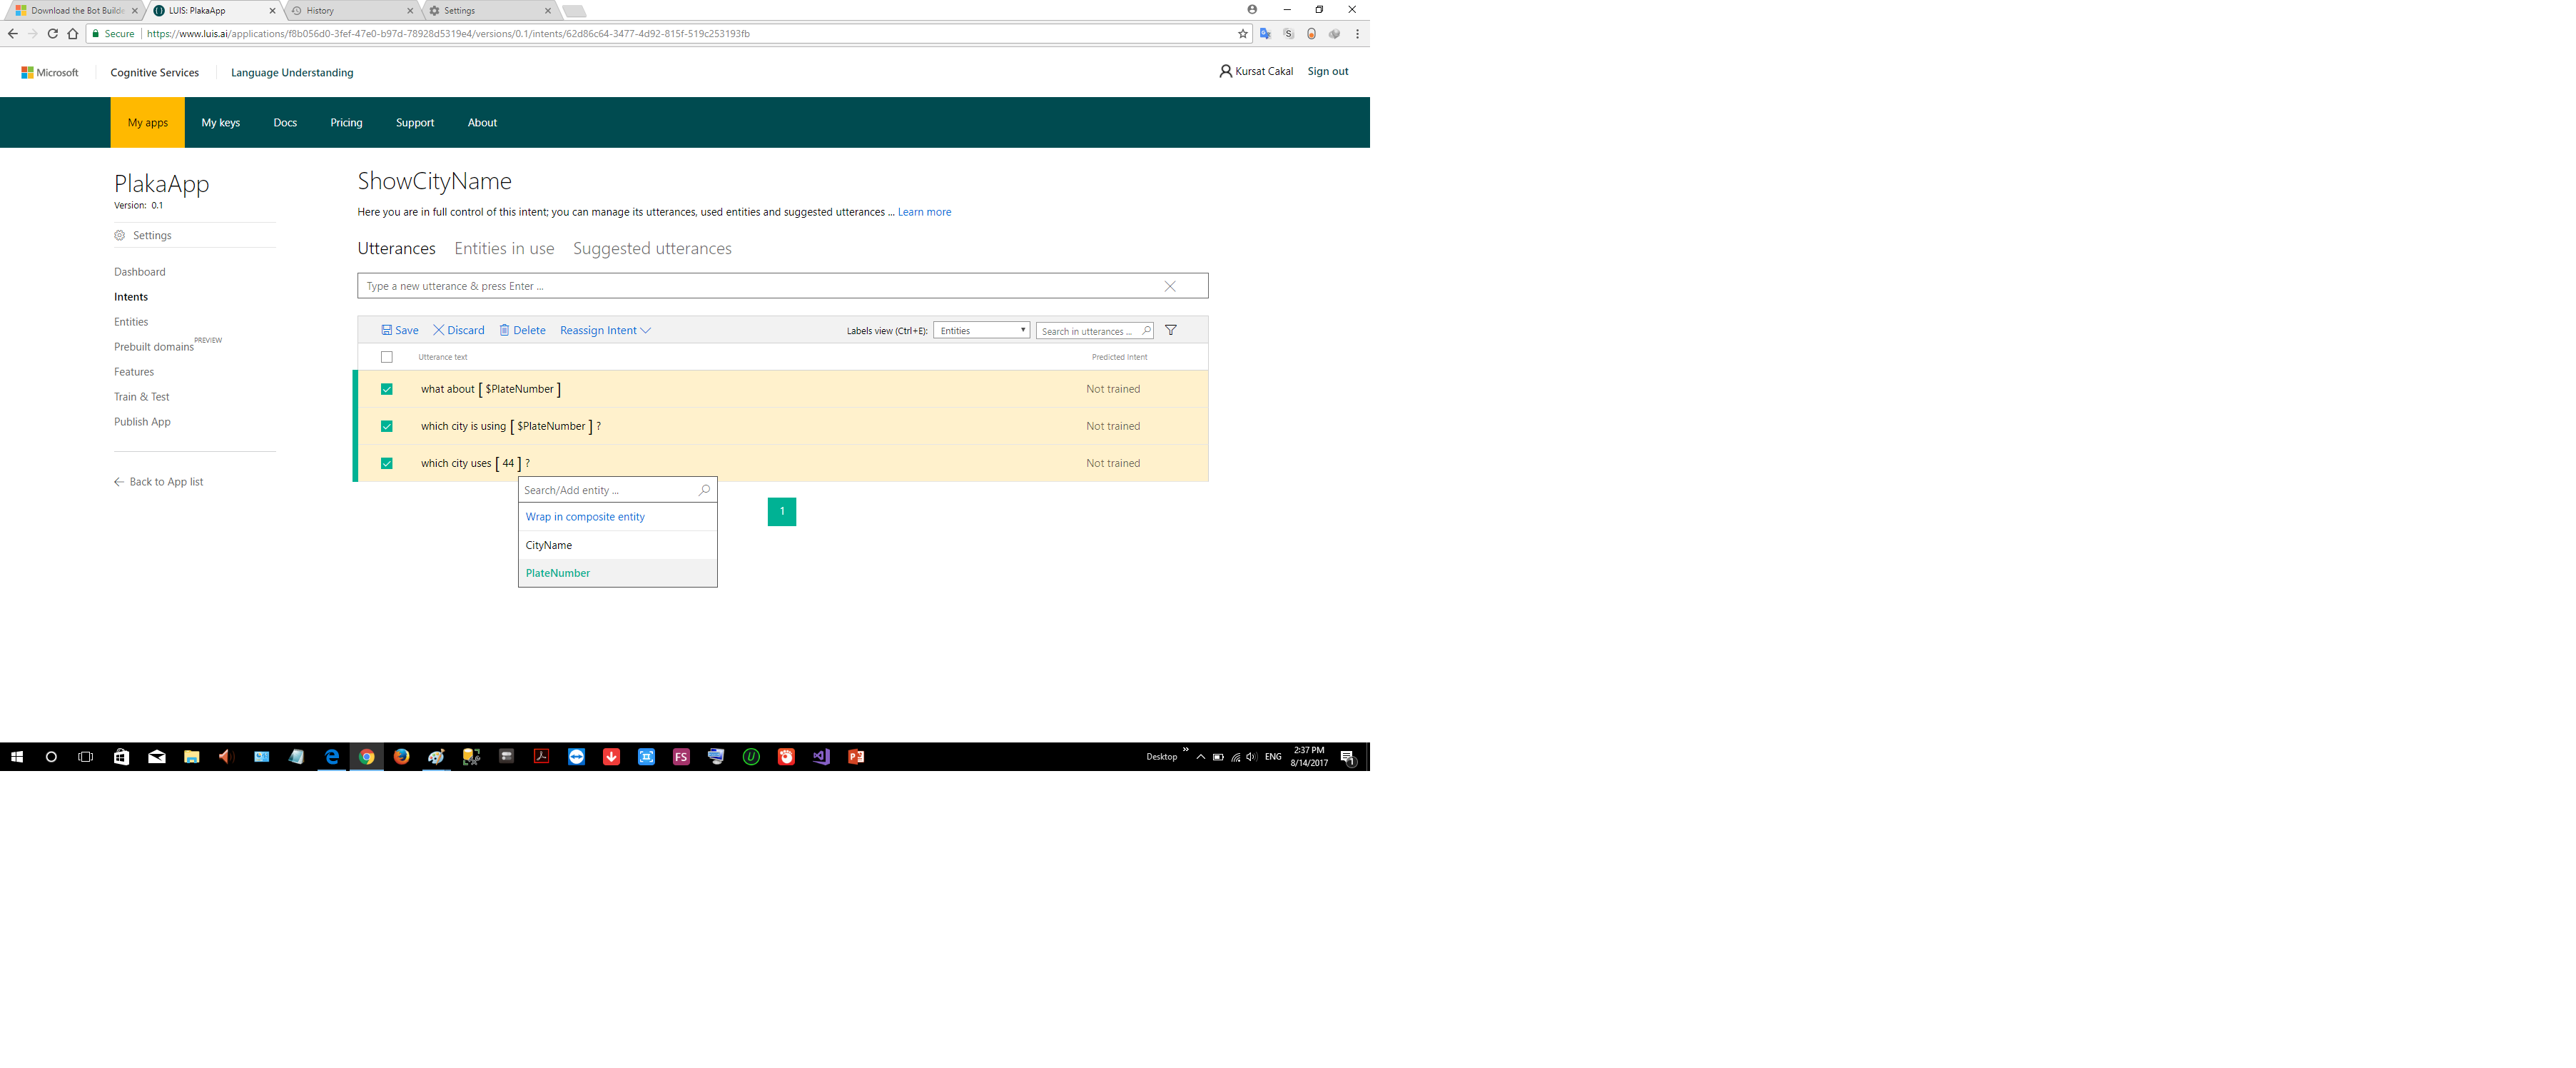 Download the Bot Builde
LUIS: PlakaApp
History
Settings
Secure
https://www.luis.ai/applications/f8b056d0-3fef-47e0-b97d-78928d5319e4/versions/0.1/intents/62d86c64-3477-4d92-815f-519c253193fb
Microsoft
Cognitive Services
Language Understanding
Kursat Cakal
Sign out
My apps
My keys
Docs
Pricing
Support
About
PlakaApp
Version: 0.1
Settings
Dashboard
Intents
Entities
Prebuilt domains PREVIEW
Features
Train & Test
Publish App
Back to App list
ShowCityName
Here you are in full control of this intent; you can manage its utterances, used entities and suggested utterances ... Learn more
Utterances
Entities in use
Suggested utterances
Type a new utterance & press Enter ...
Save
Discard
Delete
Reassign Intent
Labels view (Ctrl+E):
Entities
Search in utterances ...
Utterance text
Predicted Intent
what about [ $PlateNumber ]
Not trained
which city is using [ $PlateNumber ] ?
Not trained
which city uses [ 44 ] ?
Not trained
Search/Add entity ...
Wrap in composite entity
CityName
PlateNumber
1
FS
Desktop
ENG
2:37 PM
8/14/2017
1